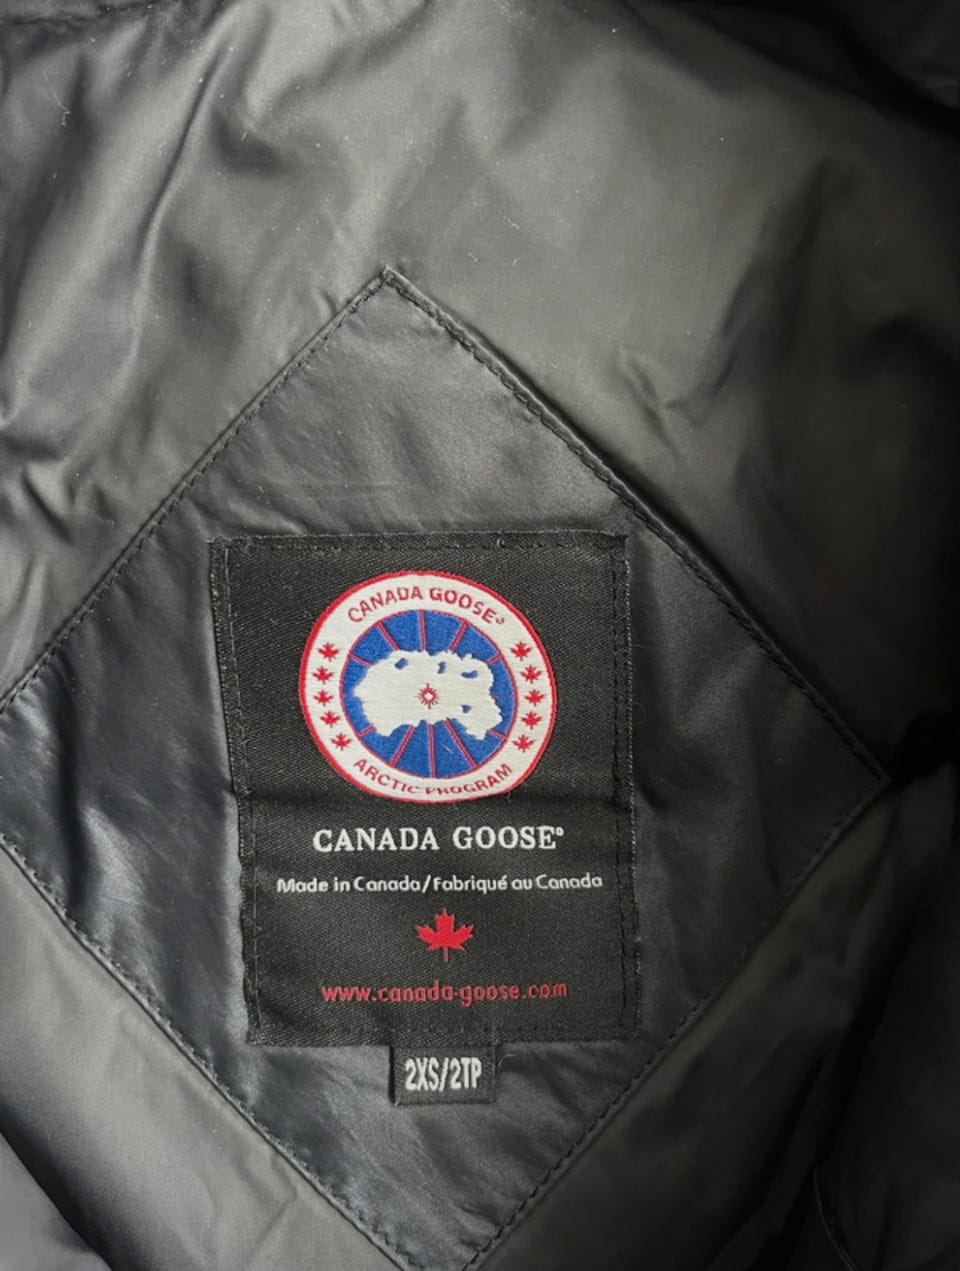 CANADA GOOSE®
ARCTIC PROGRAM
CANADA GOOSE®
Made in Canada/Fabriqué au Canada
www.canada-goose.com
2XS/2TP